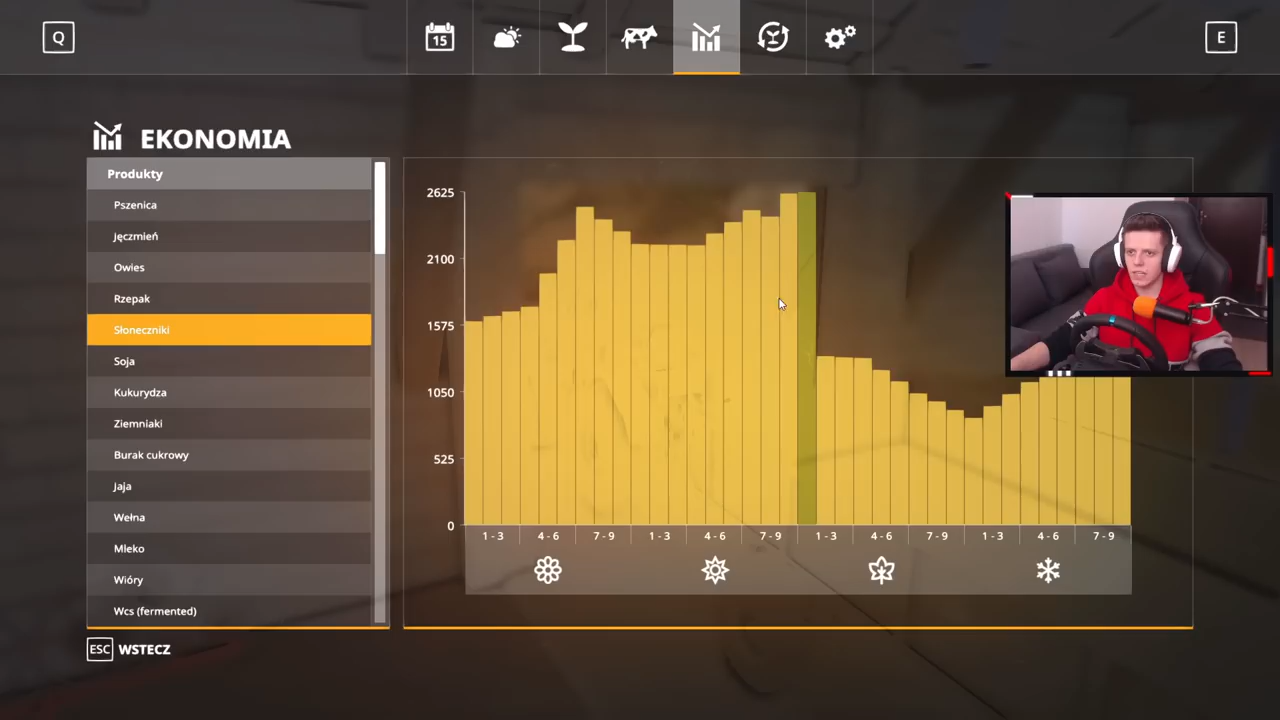 Q
15
E
EKONOMIA
Produkty
Pszenica
Jęczmień
Owies
Rzepak
Słoneczniki
Soja
Kukurydza
Ziemniaki
Burak cukrowy
Jaja
Wełna
Mleko
Wióry
Wcs (fermented)
2625
2100
1575
1050
525
0
1 - 3 4 - 6 7 - 9 1 - 3 4 - 6 7 - 9 1 - 3 4 - 6 7 - 9 1 - 3 4 - 6 7 - 9
ESC WSTECZ